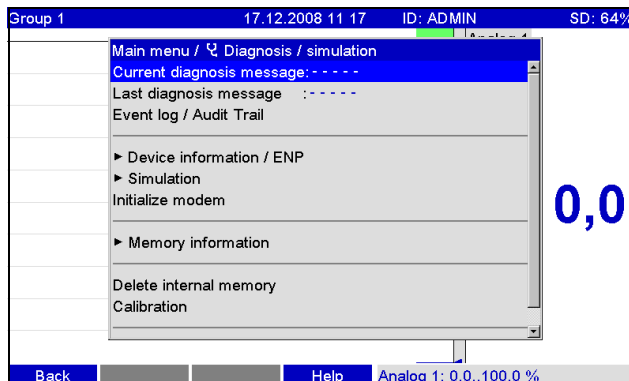 Group 1 17.12.2008 11 17 ID: ADMIN SD: 64%
Analog 1
Main menu / Diagnosis / simulation
Current diagnosis message:- - - - -
Last diagnosis message :- - - - -
Event log / Audit Trail
► Device information / ENP
► Simulation
Initialize modem
0,0
► Memory information
Delete internal memory
Calibration
Back Help Analog 1: 0.0..100.0 %